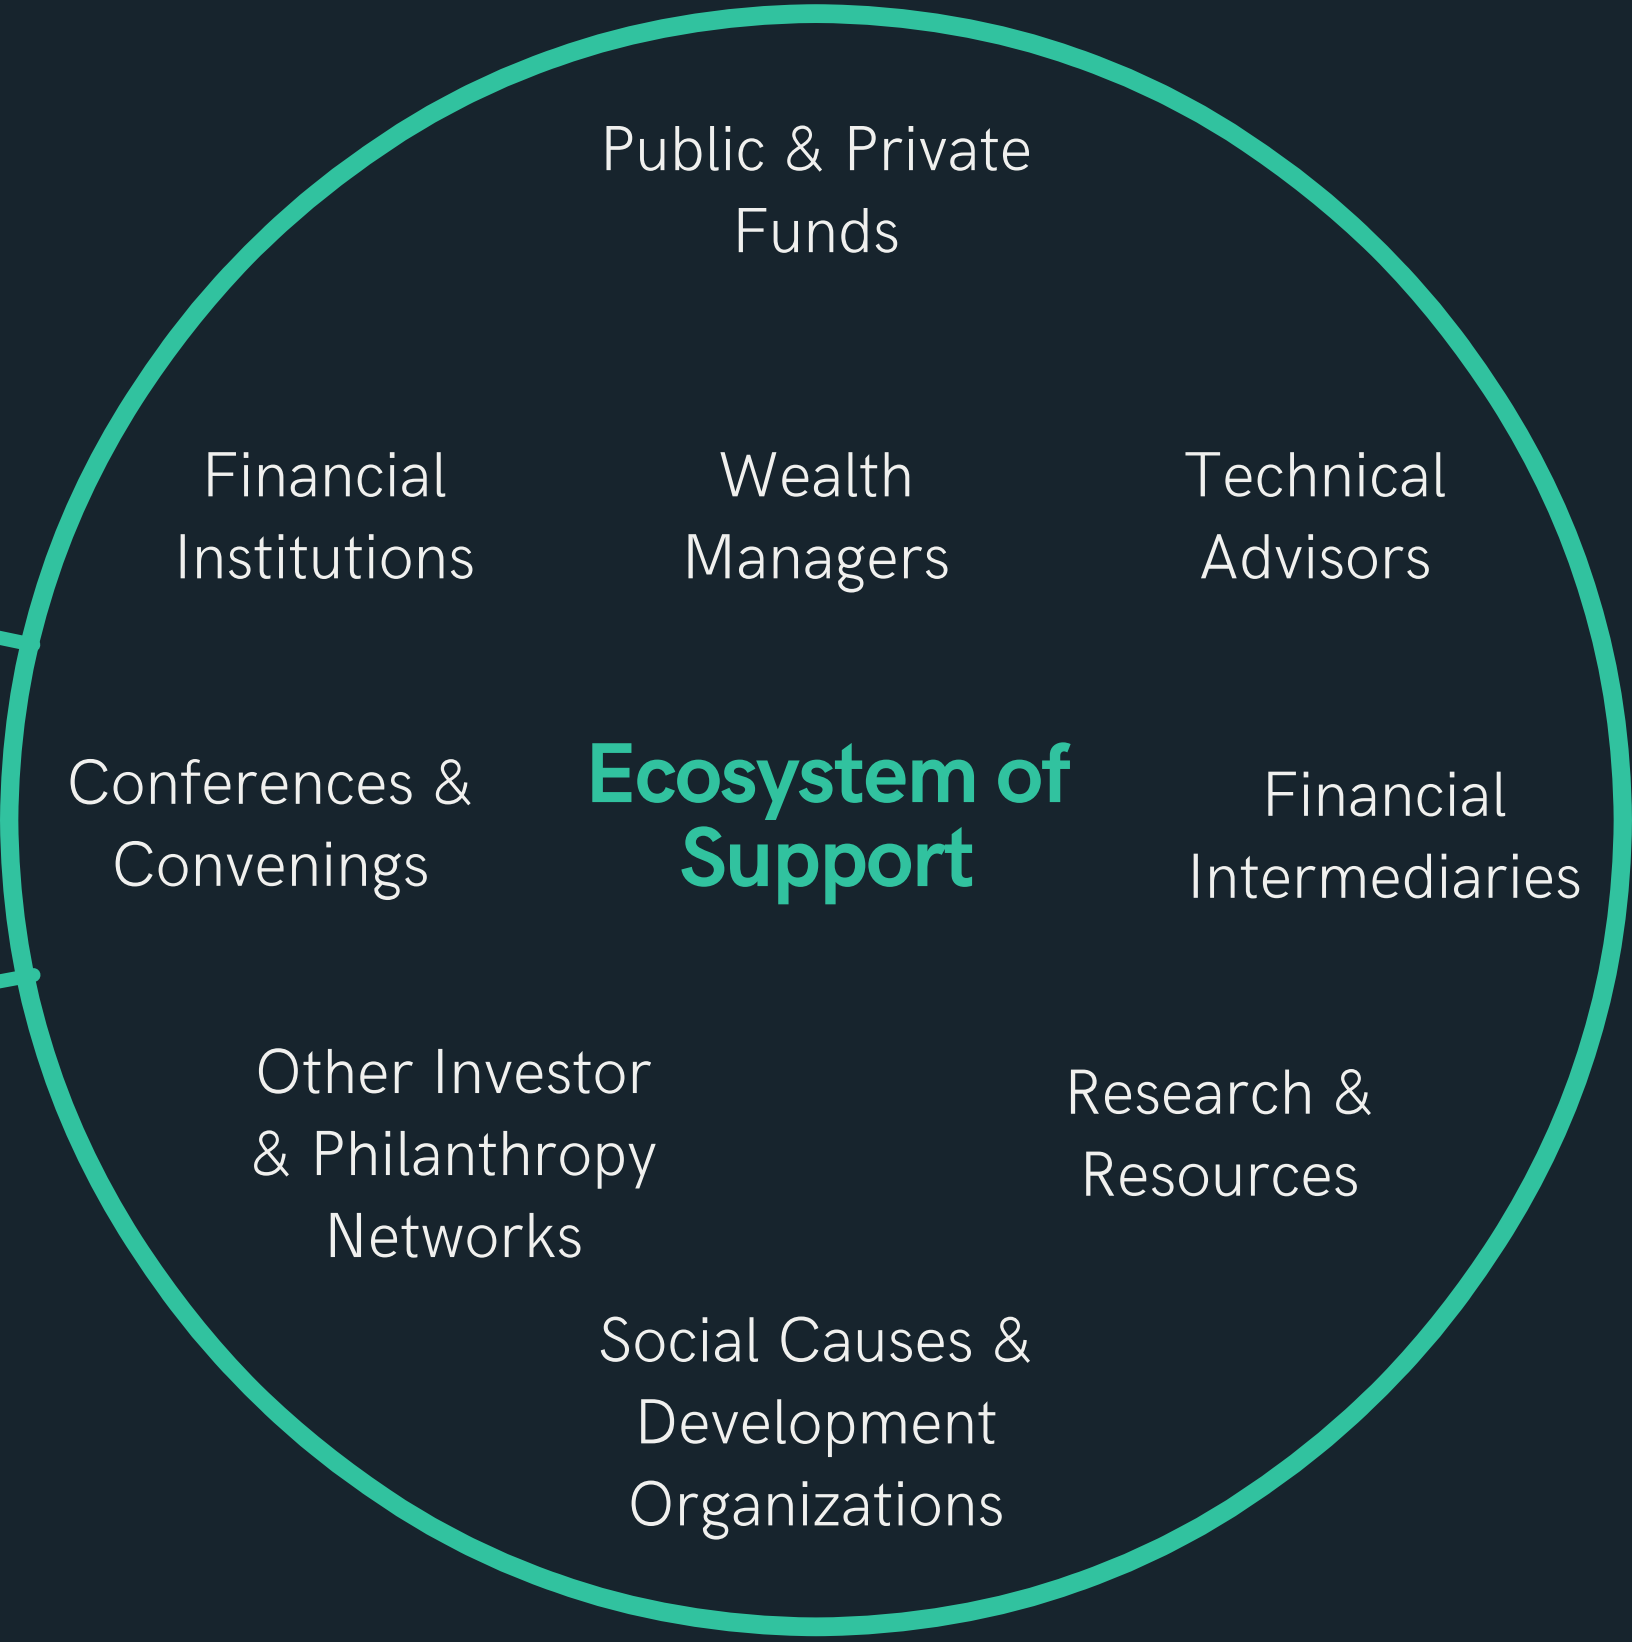 Public & Private
Funds
Financial
Institutions
Wealth
Managers
Technical
Advisors
Conferences &
Convenings
Ecosystem of
Support
Financial
Intermediaries
Other Investor
& Philanthropy
Networks
Research &
Resources
Social Causes &
Development
Organizations